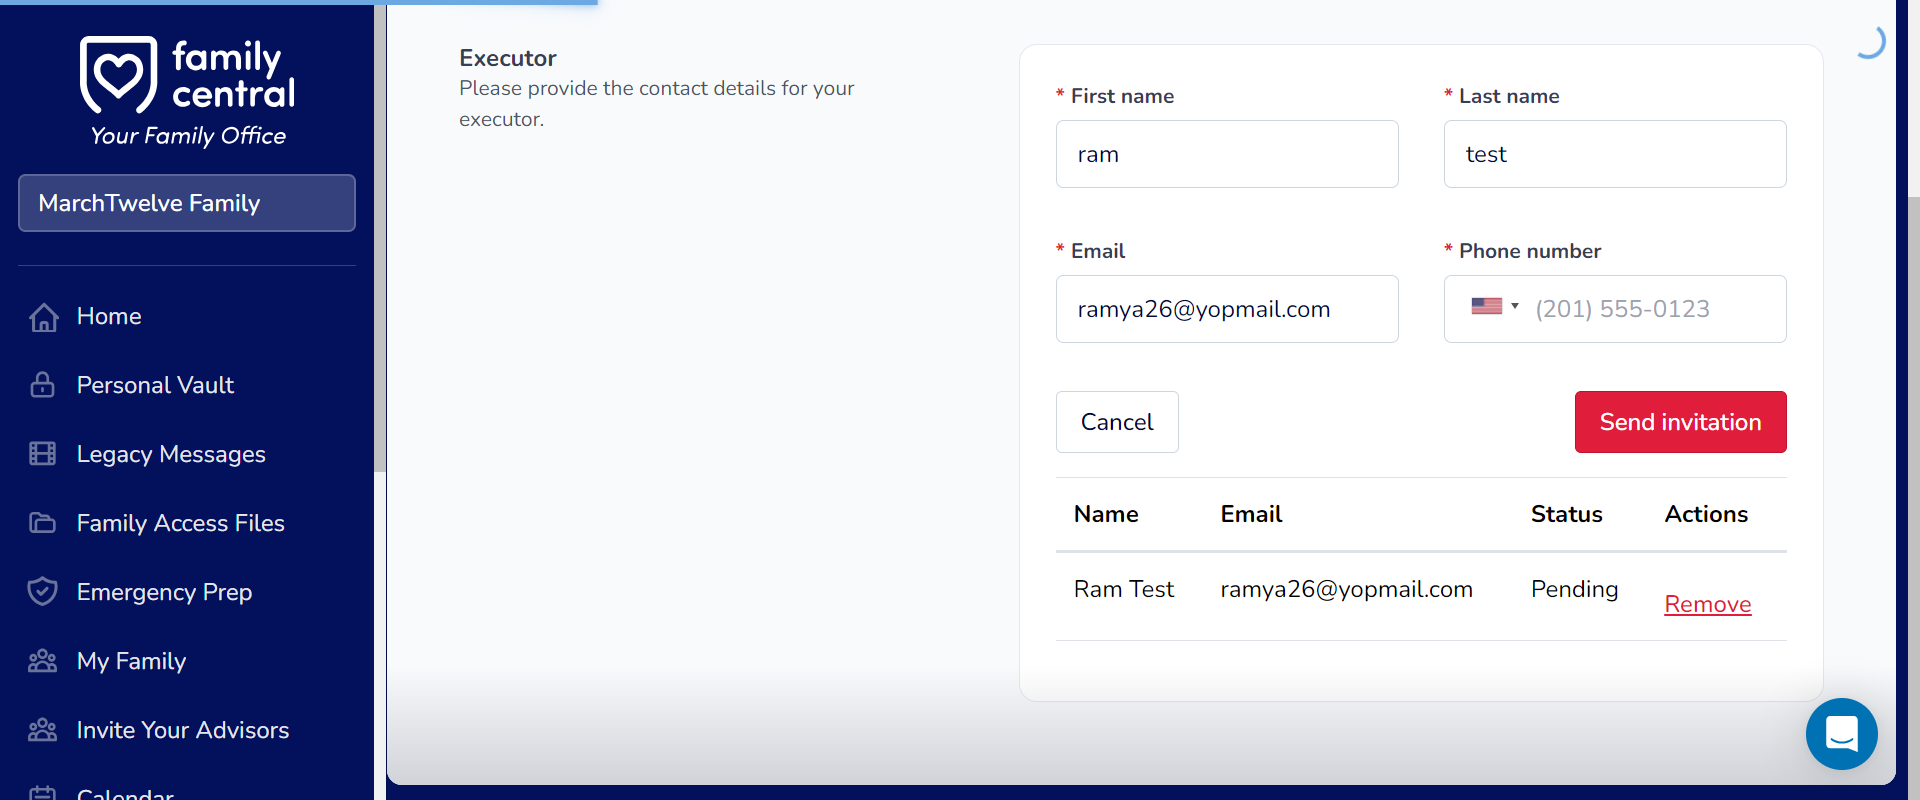 family
central
Your Family Office
MarchTwelve Family
Home
Personal Vault
Legacy Messages
Family Access Files
Emergency Prep
My Family
Invite Your Advisors
Calendar
Executor
Please provide the contact details for your
executor.
* First name
* Last name
ram
test
* Email
* Phone number
ramya26@yopmail.com
(201) 555-0123
Cancel
Send invitation
Name Email Status Actions
Ram Test ramya26@yopmail.com Pending Remove